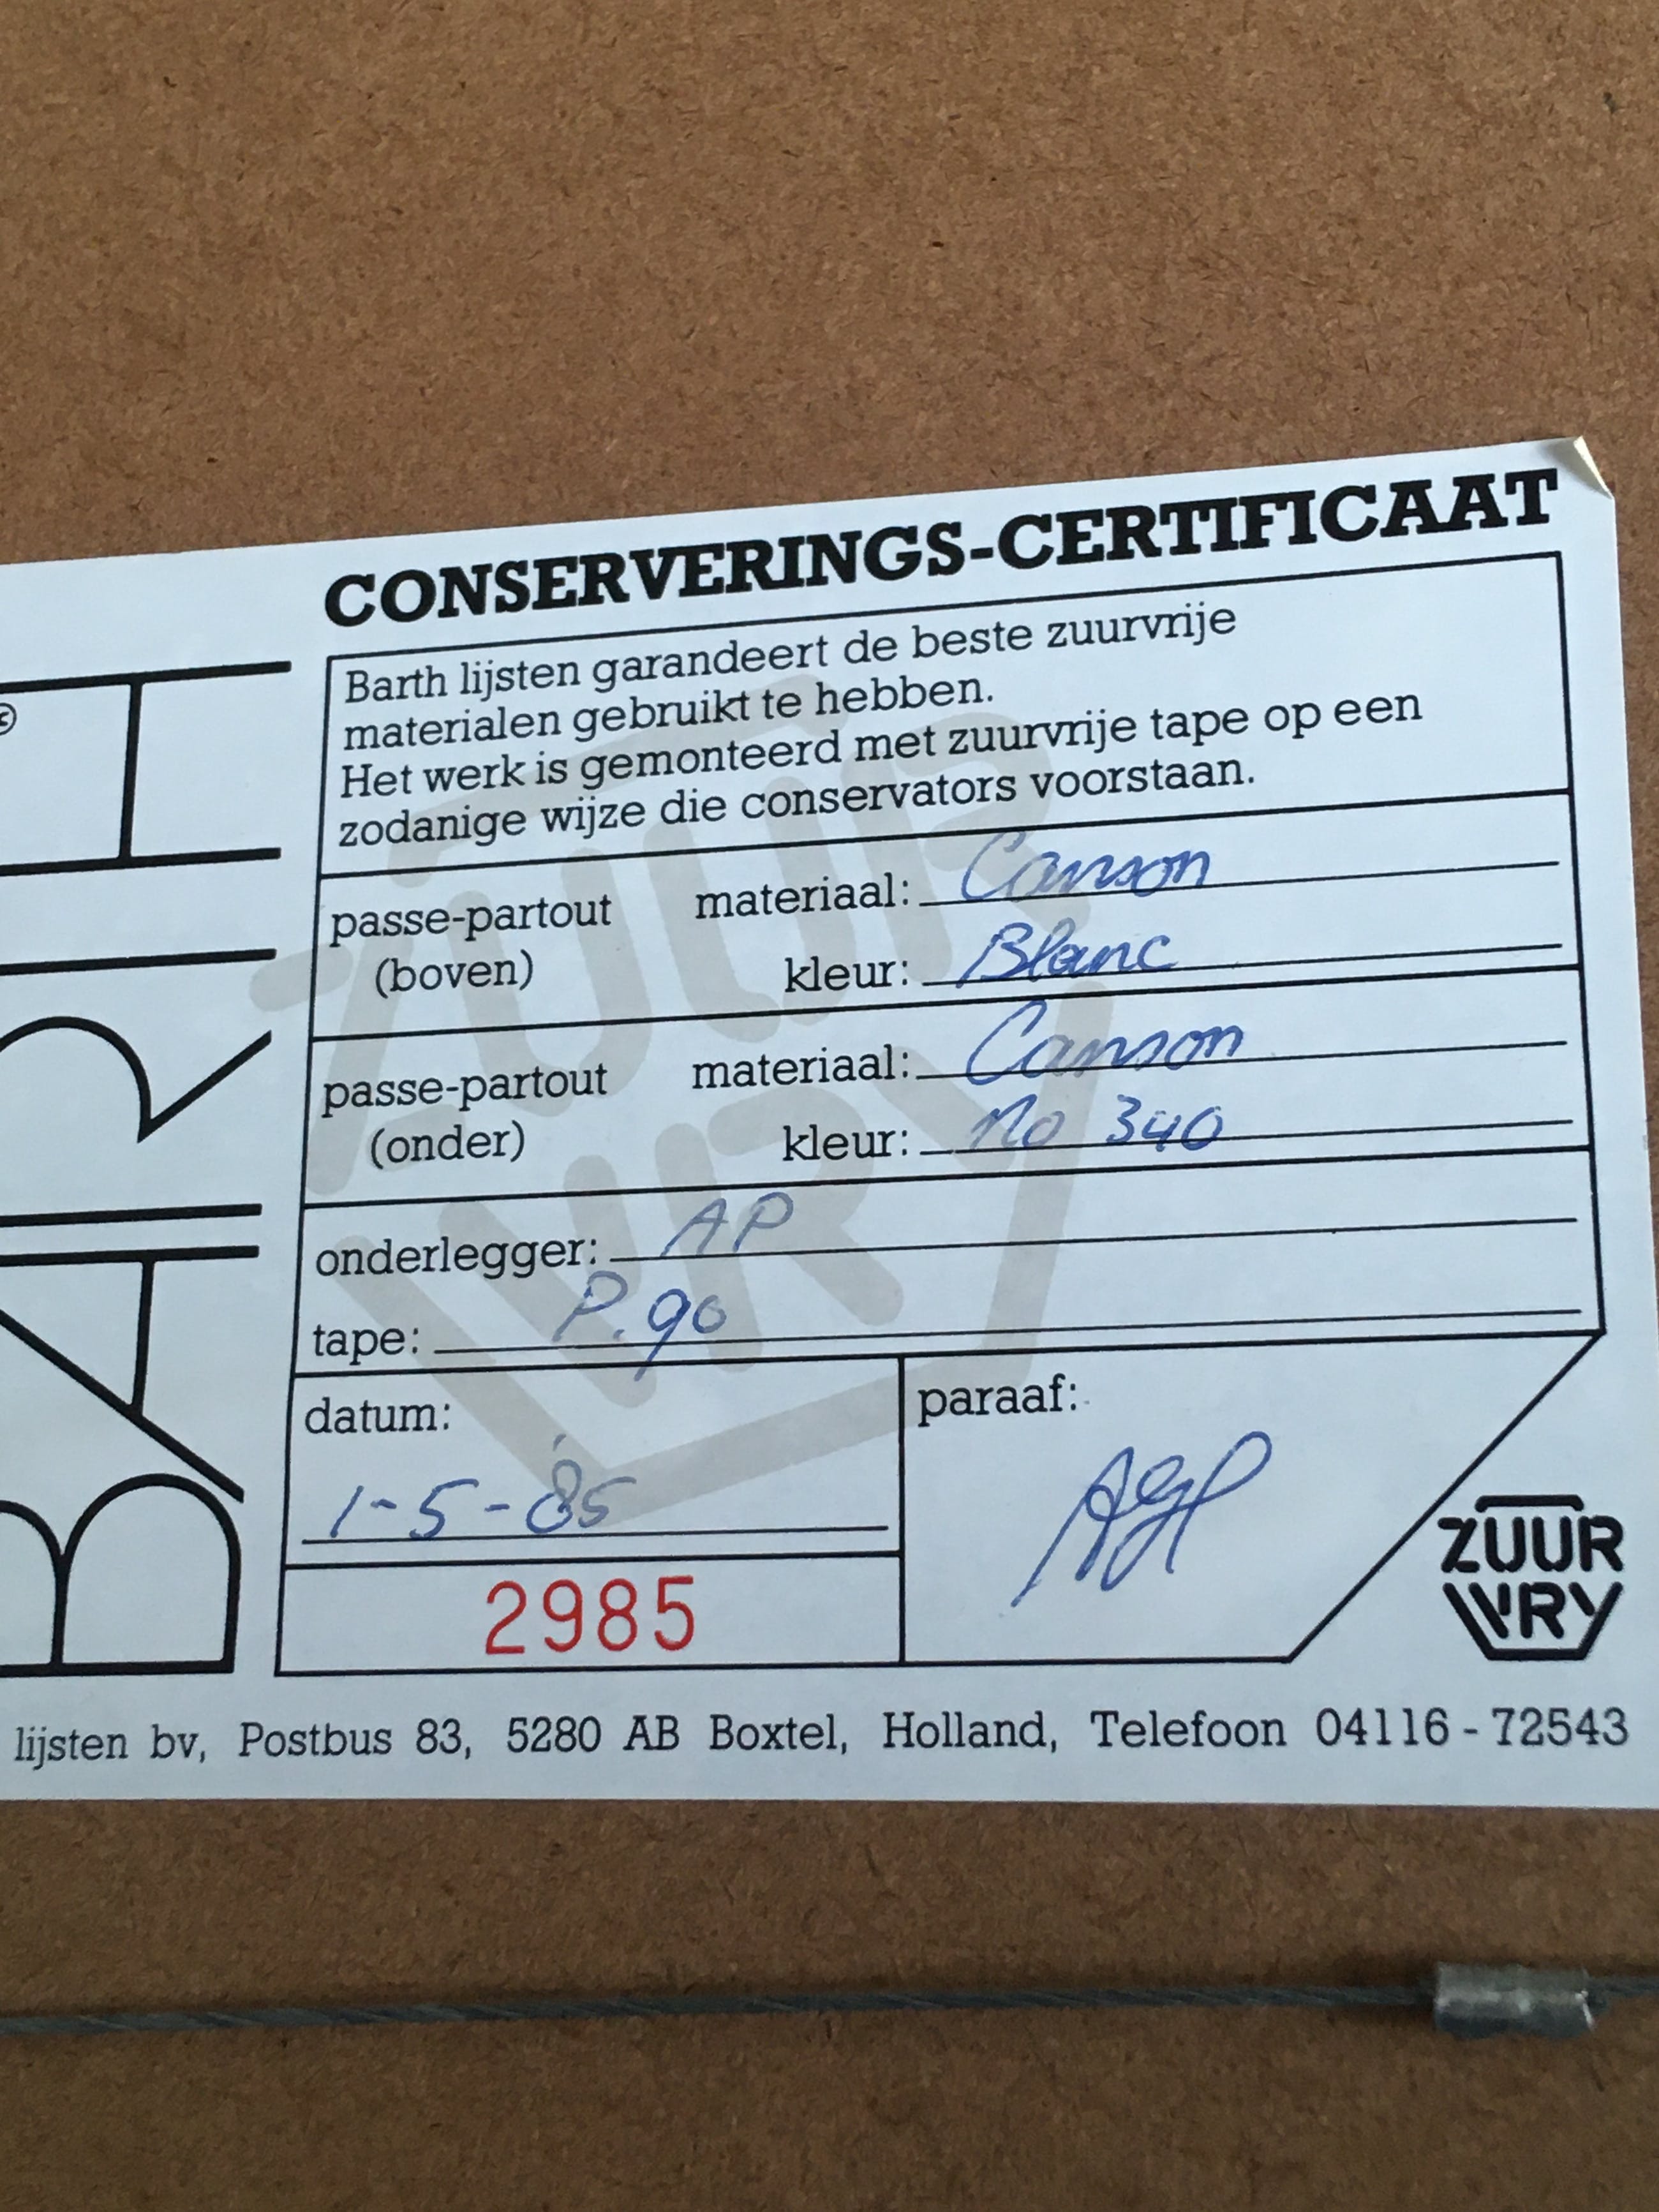 CONSERVERINGS-CERTIFICAAT
Barth lijsten garandeert de beste zuurvrije
materialen gebruikt te hebben.
Het werk is gemonteerd met zuurvrije tape op een
zodanige wijze die conservators voorstaan.
passe-partout materiaal: Canson
(boven) kleur: Blanc
passe-partout materiaal: Canson
(onder) kleur: no 340
onderlegger: AP
tape: P.90
datum: paraaf:
1-5-'85
2985
ZUUR
VRY
BARTH
©
lijsten bv, Postbus 83, 5280 AB Boxtel, Holland, Telefoon 04116-72543